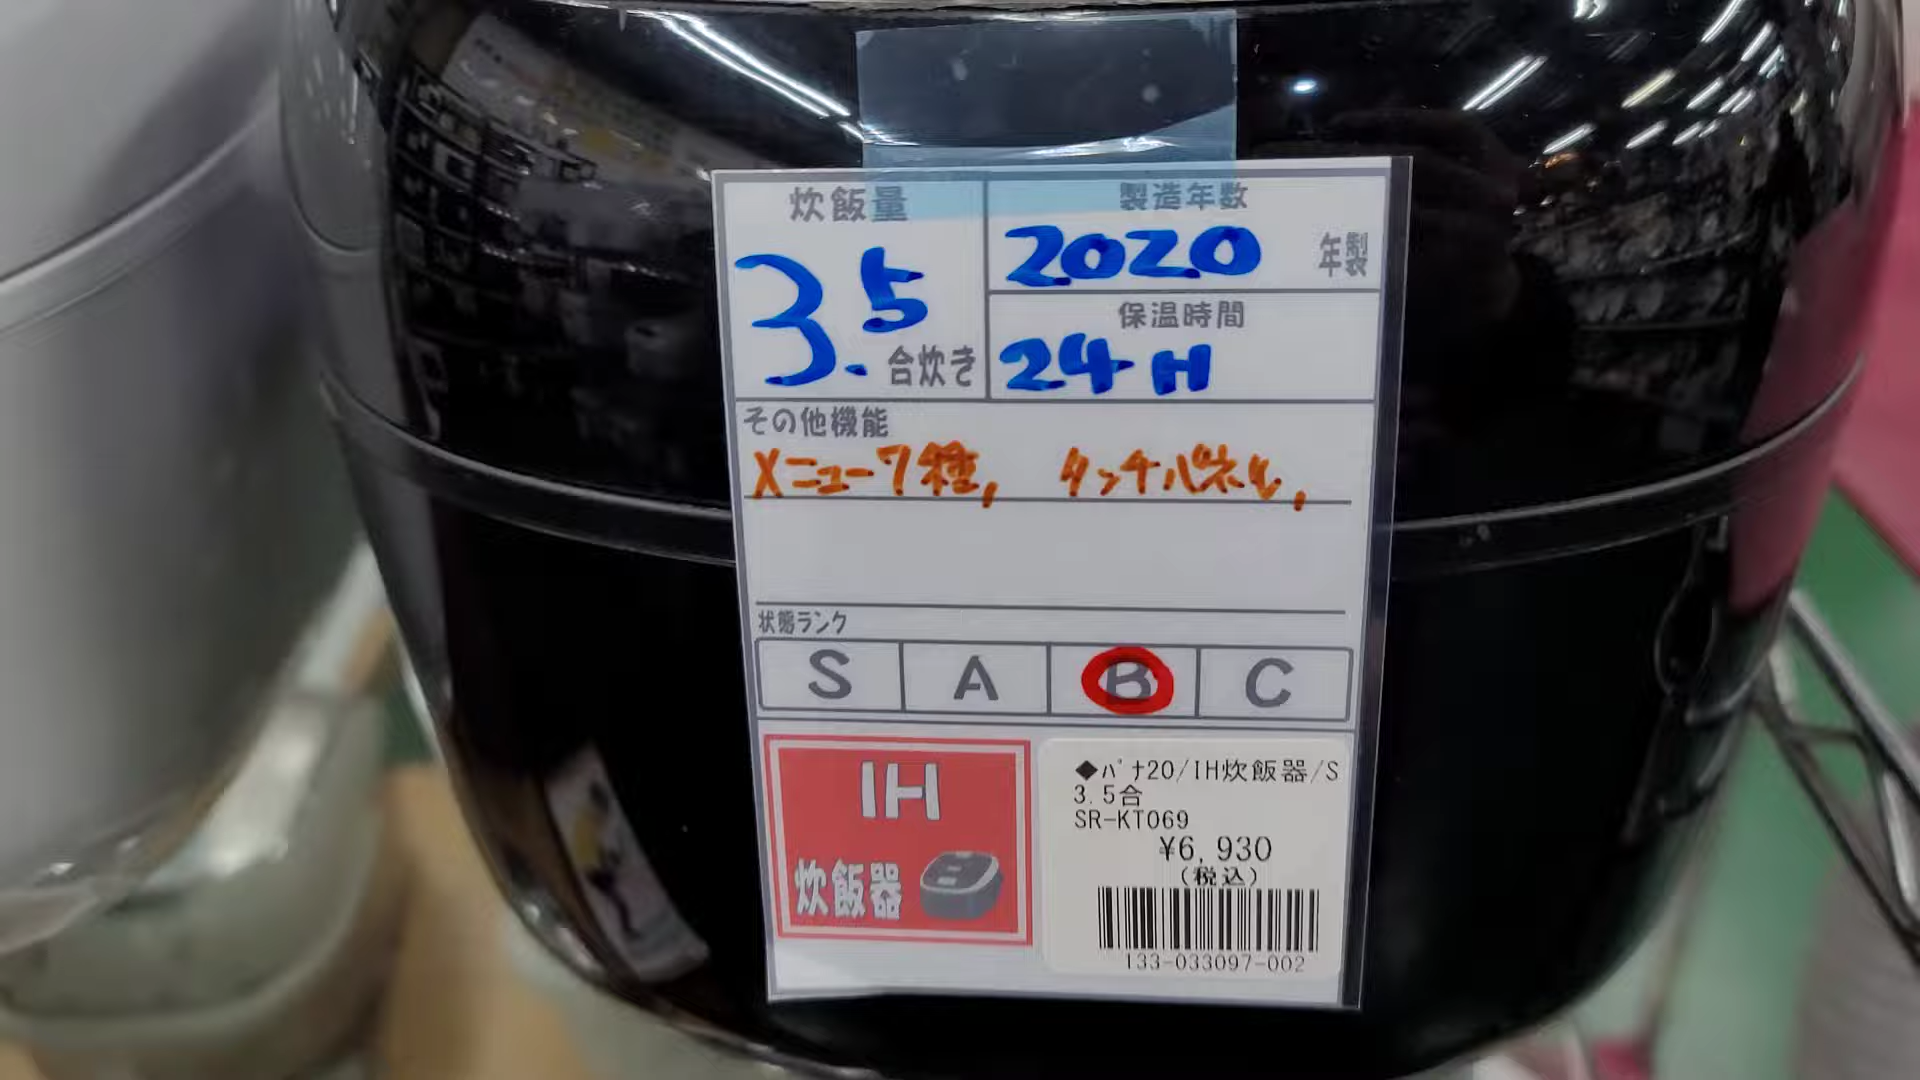 炊飯量
3.5
合炊き
製造年数
2020 年製
保温時間
24H
その他機能
メニュー7種, タッチパネル,
状態ランク
S A B C
IH
炊飯器
◆パナ20/IH炊飯器/S
3.5合
SR-KT069
¥6,930
(税込)
133-033097-002